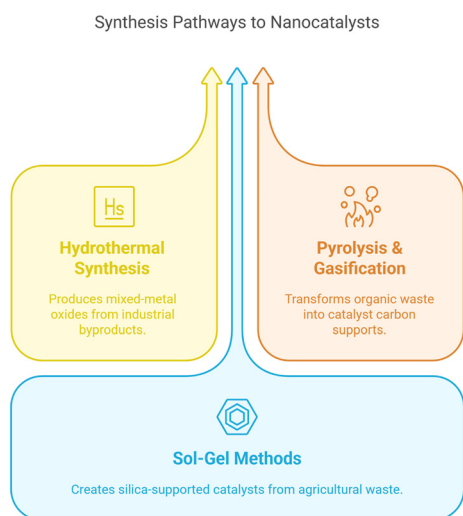 Synthesis Pathways to Nanocatalysts
Hs
Hydrothermal
Synthesis
Produces mixed-metal
oxides from industrial
byproducts.
Pyrolysis &
Gasification
Transforms organic waste
into catalyst carbon
supports.
Sol-Gel Methods
Creates silica-supported catalysts from agricultural waste.